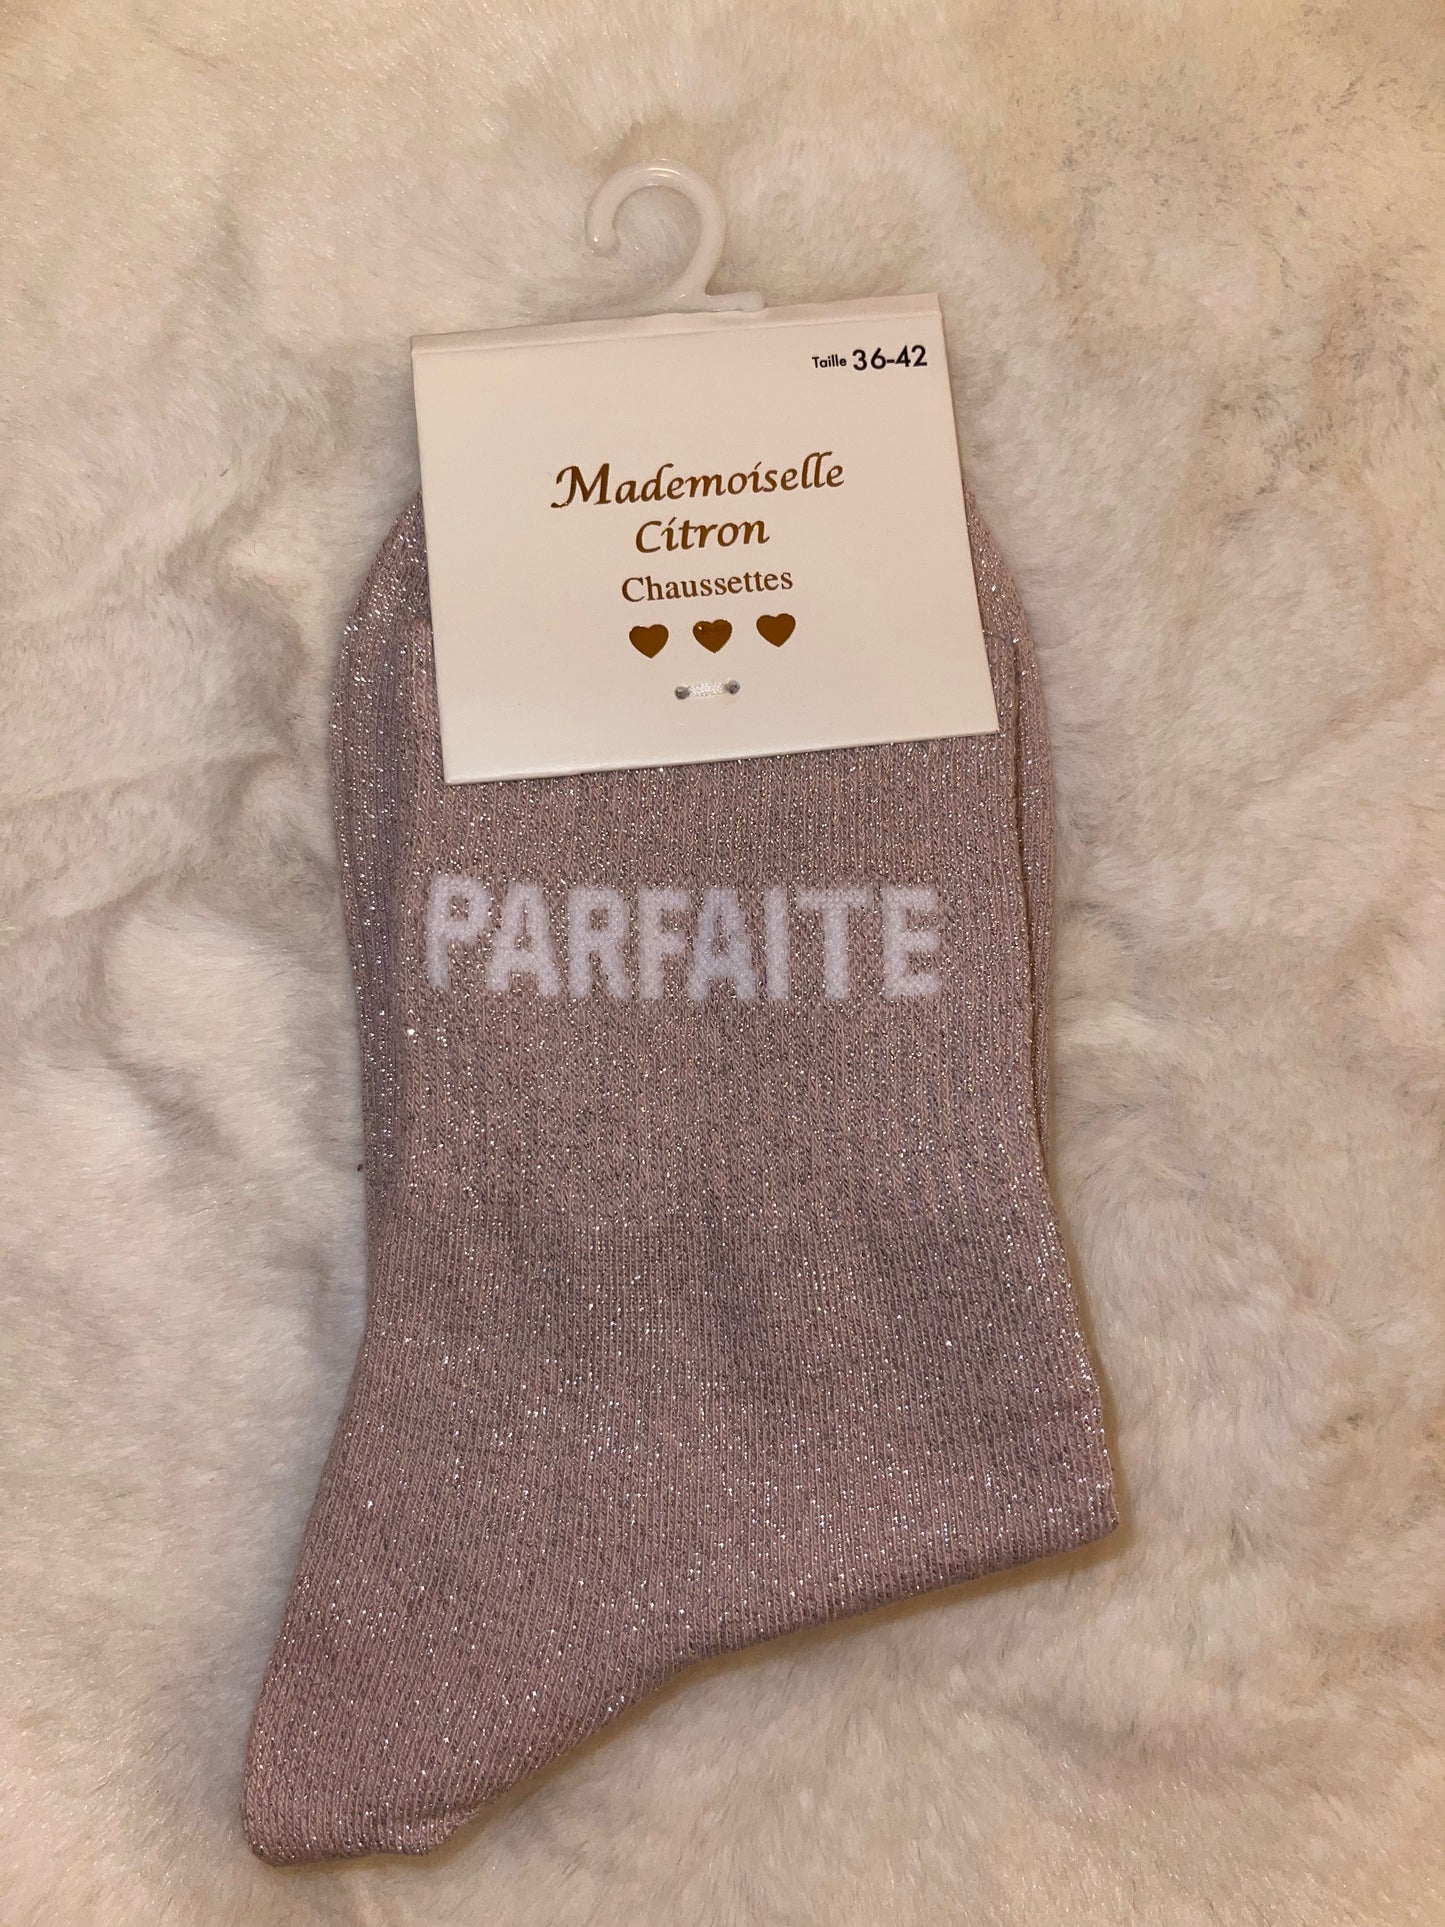 Taille 36-42
Mademoiselle
Citron
Chaussettes
PARFAITE